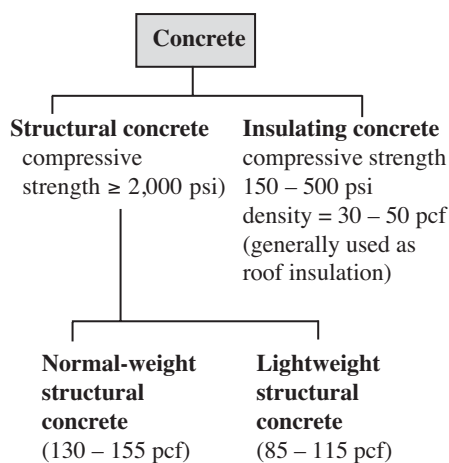 Concrete
Structural concrete
compressive
strength ≥ 2,000 psi)
Insulating concrete
compressive strength
150 – 500 psi
density = 30 – 50 pcf
(generally used as
roof insulation)
Normal-weight
structural
concrete
(130 – 155 pcf)
Lightweight
structural
concrete
(85 – 115 pcf)